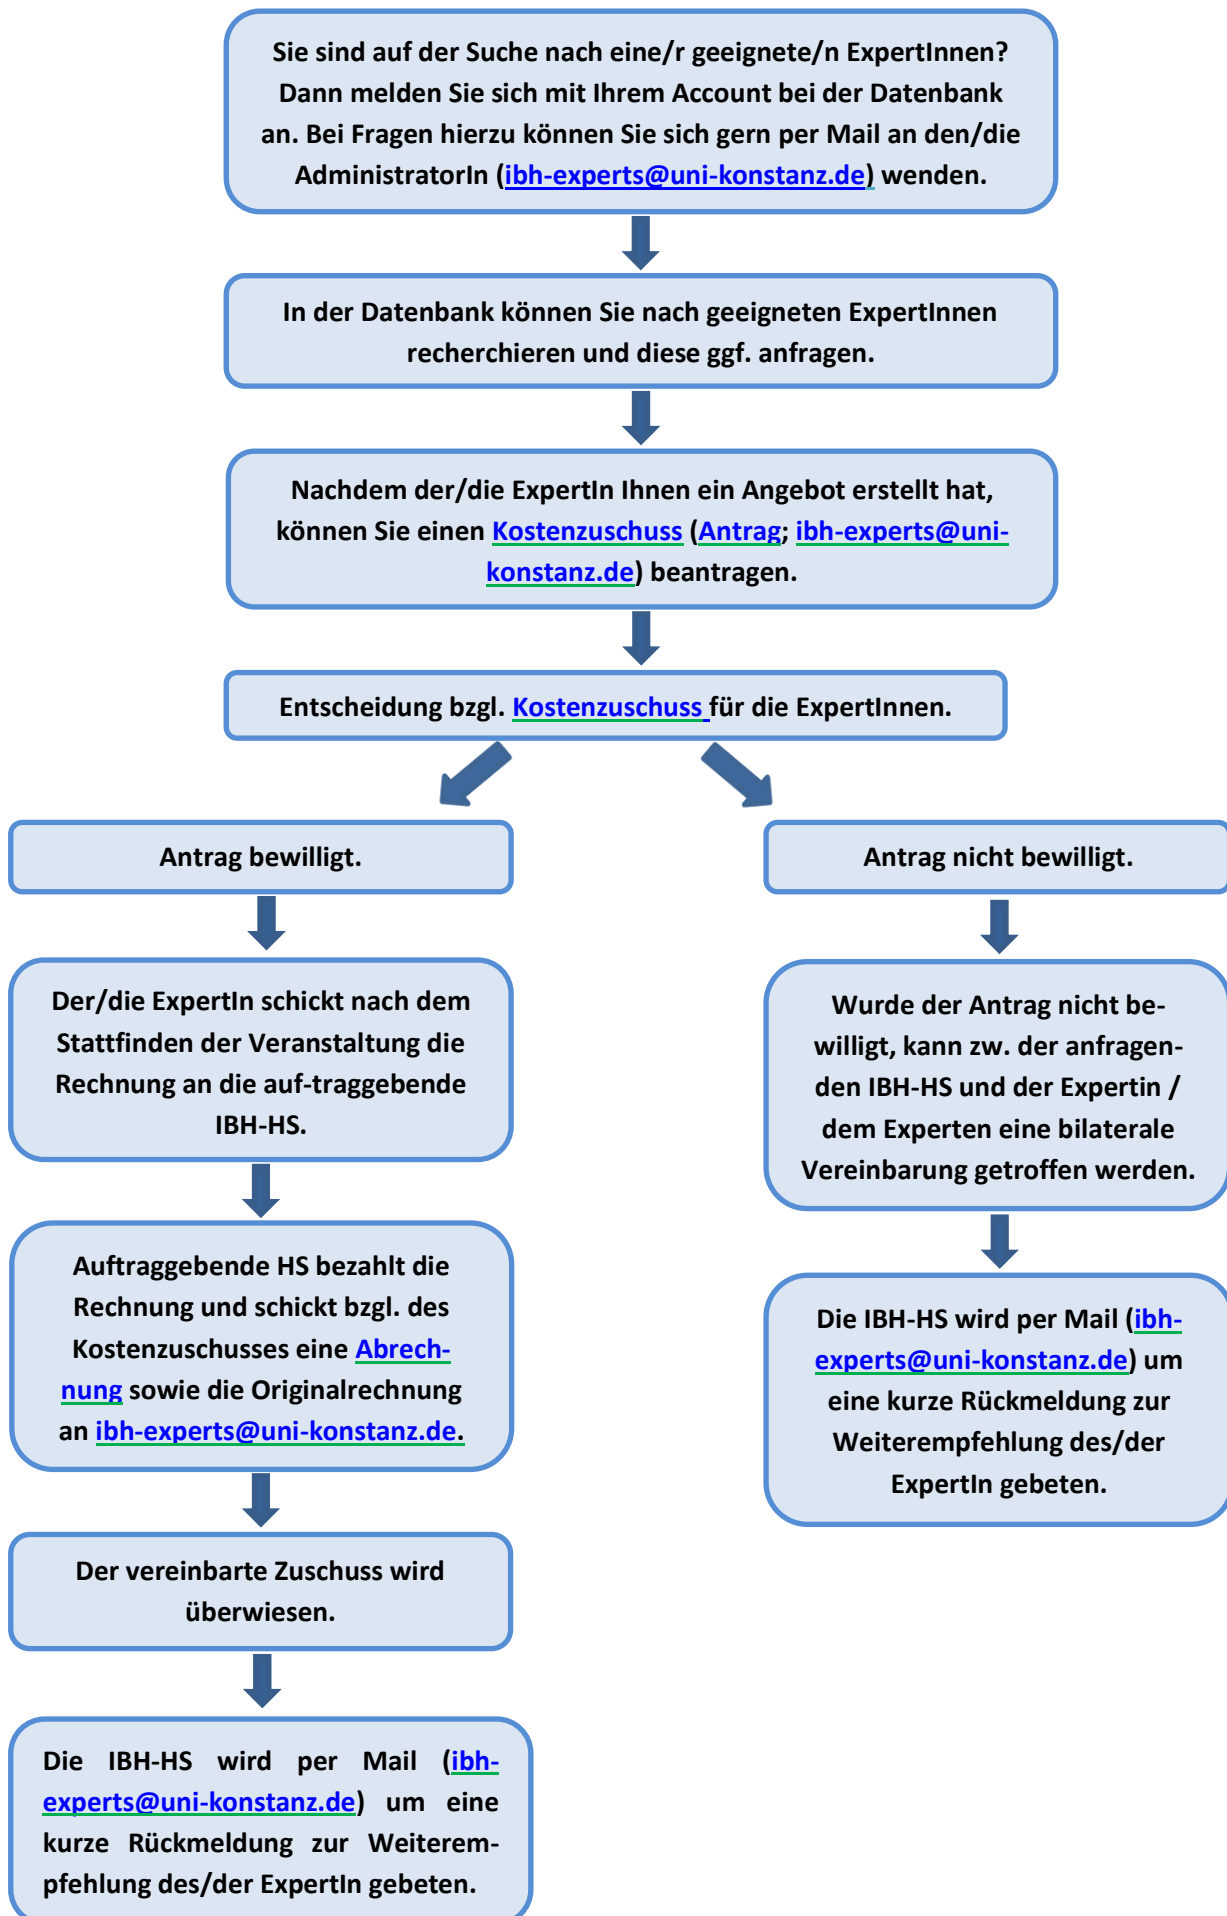 Sie sind auf der Suche nach eine/r geeignete/n ExpertInnen?
Dann melden Sie sich mit Ihrem Account bei der Datenbank
an. Bei Fragen hierzu können Sie sich gern per Mail an den/die
AdministratorIn (ibh-experts@uni-konstanz.de) wenden.
In der Datenbank können Sie nach geeigneten ExpertInnen
recherchieren und diese ggf. anfragen.
Nachdem der/die ExpertIn Ihnen ein Angebot erstellt hat,
können Sie einen Kostenzuschuss (Antrag; ibh-experts@uni-
konstanz.de) beantragen.
Entscheidung bzgl. Kostenzuschuss für die ExpertInnen.
Antrag bewilligt.
Der/die ExpertIn schickt nach dem
Stattfinden der Veranstaltung die
Rechnung an die auf-traggebende
IBH-HS.
Auftraggebende HS bezahlt die
Rechnung und schickt bzgl. des
Kostenzuschusses eine Abrech-
nung sowie die Originalrechnung
an ibh-experts@uni-konstanz.de.
Der vereinbarte Zuschuss wird
überwiesen.
Die IBH-HS wird per Mail (ibh-
experts@uni-konstanz.de) um eine
kurze Rückmeldung zur Weiterem-
pfehlung des/der ExpertIn gebeten.
Antrag nicht bewilligt.
Wurde der Antrag nicht be-
willigt, kann zw. der anfragen-
den IBH-HS und der Expertin /
dem Experten eine bilaterale
Vereinbarung getroffen werden.
Die IBH-HS wird per Mail (ibh-
experts@uni-konstanz.de) um
eine kurze Rückmeldung zur
Weiterempfehlung des/der
ExpertIn gebeten.